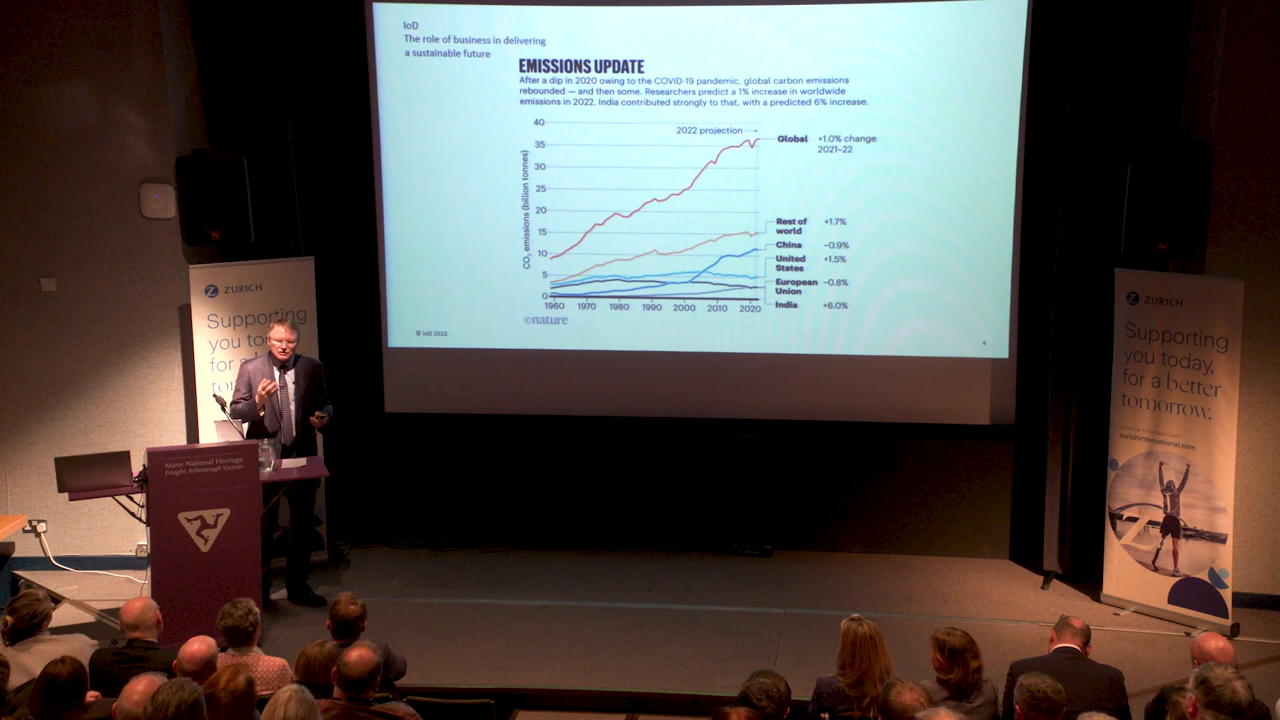 IoD
The role of business in delivering
a sustainable future
EMISSIONS UPDATE
After a dip in 2020 owing to the COVID-19 pandemic, global carbon emissions
rebounded — and then some. Researchers predict a 1% increase in worldwide
emissions in 2022. India contributed strongly to that, with a predicted 6% increase.
CO2 emissions (billion tonnes)
40
35
30
25
20
15
10
5
0
1960 1970 1980 1990 2000 2010 2020
2022 projection
Global +1.0% change
2021–22
Rest of
world +1.7%
China −0.9%
United
States +1.5%
European
Union −0.8%
India +6.0%
©nature
© IoD 2023
4
ZURICH
Supporting
you
for a
Manx National Heritage
Eiraght Ashoonagh Vannin
ZURICH
Supporting
you today,
for a better
tomorrow.
zurichinternational.com